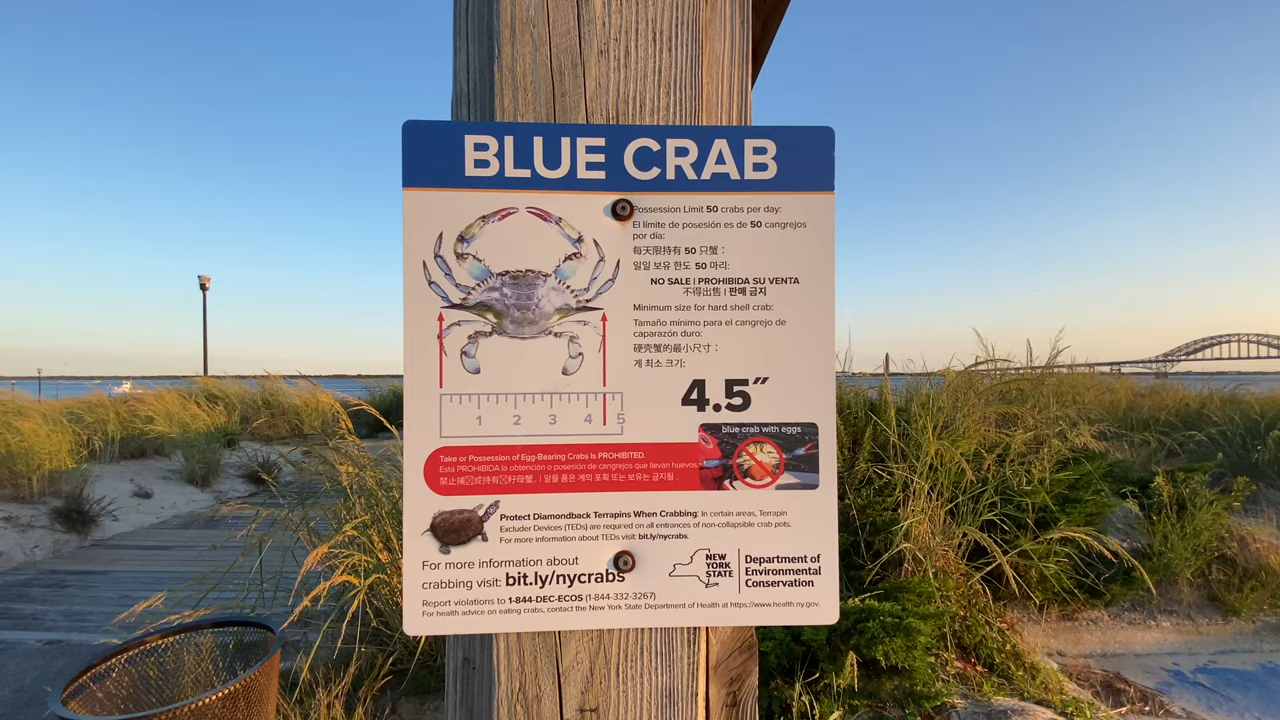 BLUE CRAB
Possession Limit 50 crabs per day:
El límite de posesión es de 50 cangrejos
por día:
每天限持有 50 只蟹：
일일 보유 한도 50 마리:
NO SALE | PROHIBIDA SU VENTA
不得出售 | 판매 금지
Minimum size for hard shell crab:
Tamaño mínimo para el cangrejo de
caparazón duro:
硬壳蟹的最小尺寸：
게 최소 크기:
4.5"
1 2 3 4 5
blue crab with eggs
Take or Possession of Egg-Bearing Crabs Is PROHIBITED.
Está PROHIBIDA la obtención o posesión de cangrejos que llevan huevos.
禁止捕☒或持有☒籽母蟹. | 알을 품은 게의 포획 또는 보유는 금지됨.
Protect Diamondback Terrapins When Crabbing: In certain areas, Terrapin
Excluder Devices (TEDs) are required on all entrances of non-collapsible crab pots.
For more information about TEDs visit: bit.ly/nycrabs.
For more information about
crabbing visit: bit.ly/nycrabs
NEW
YORK
STATE
Department of
Environmental
Conservation
Report violations to 1-844-DEC-ECOS (1-844-332-3267)
For health advice on eating crabs, contact the New York State Department of Health at https://www.health.ny.gov.